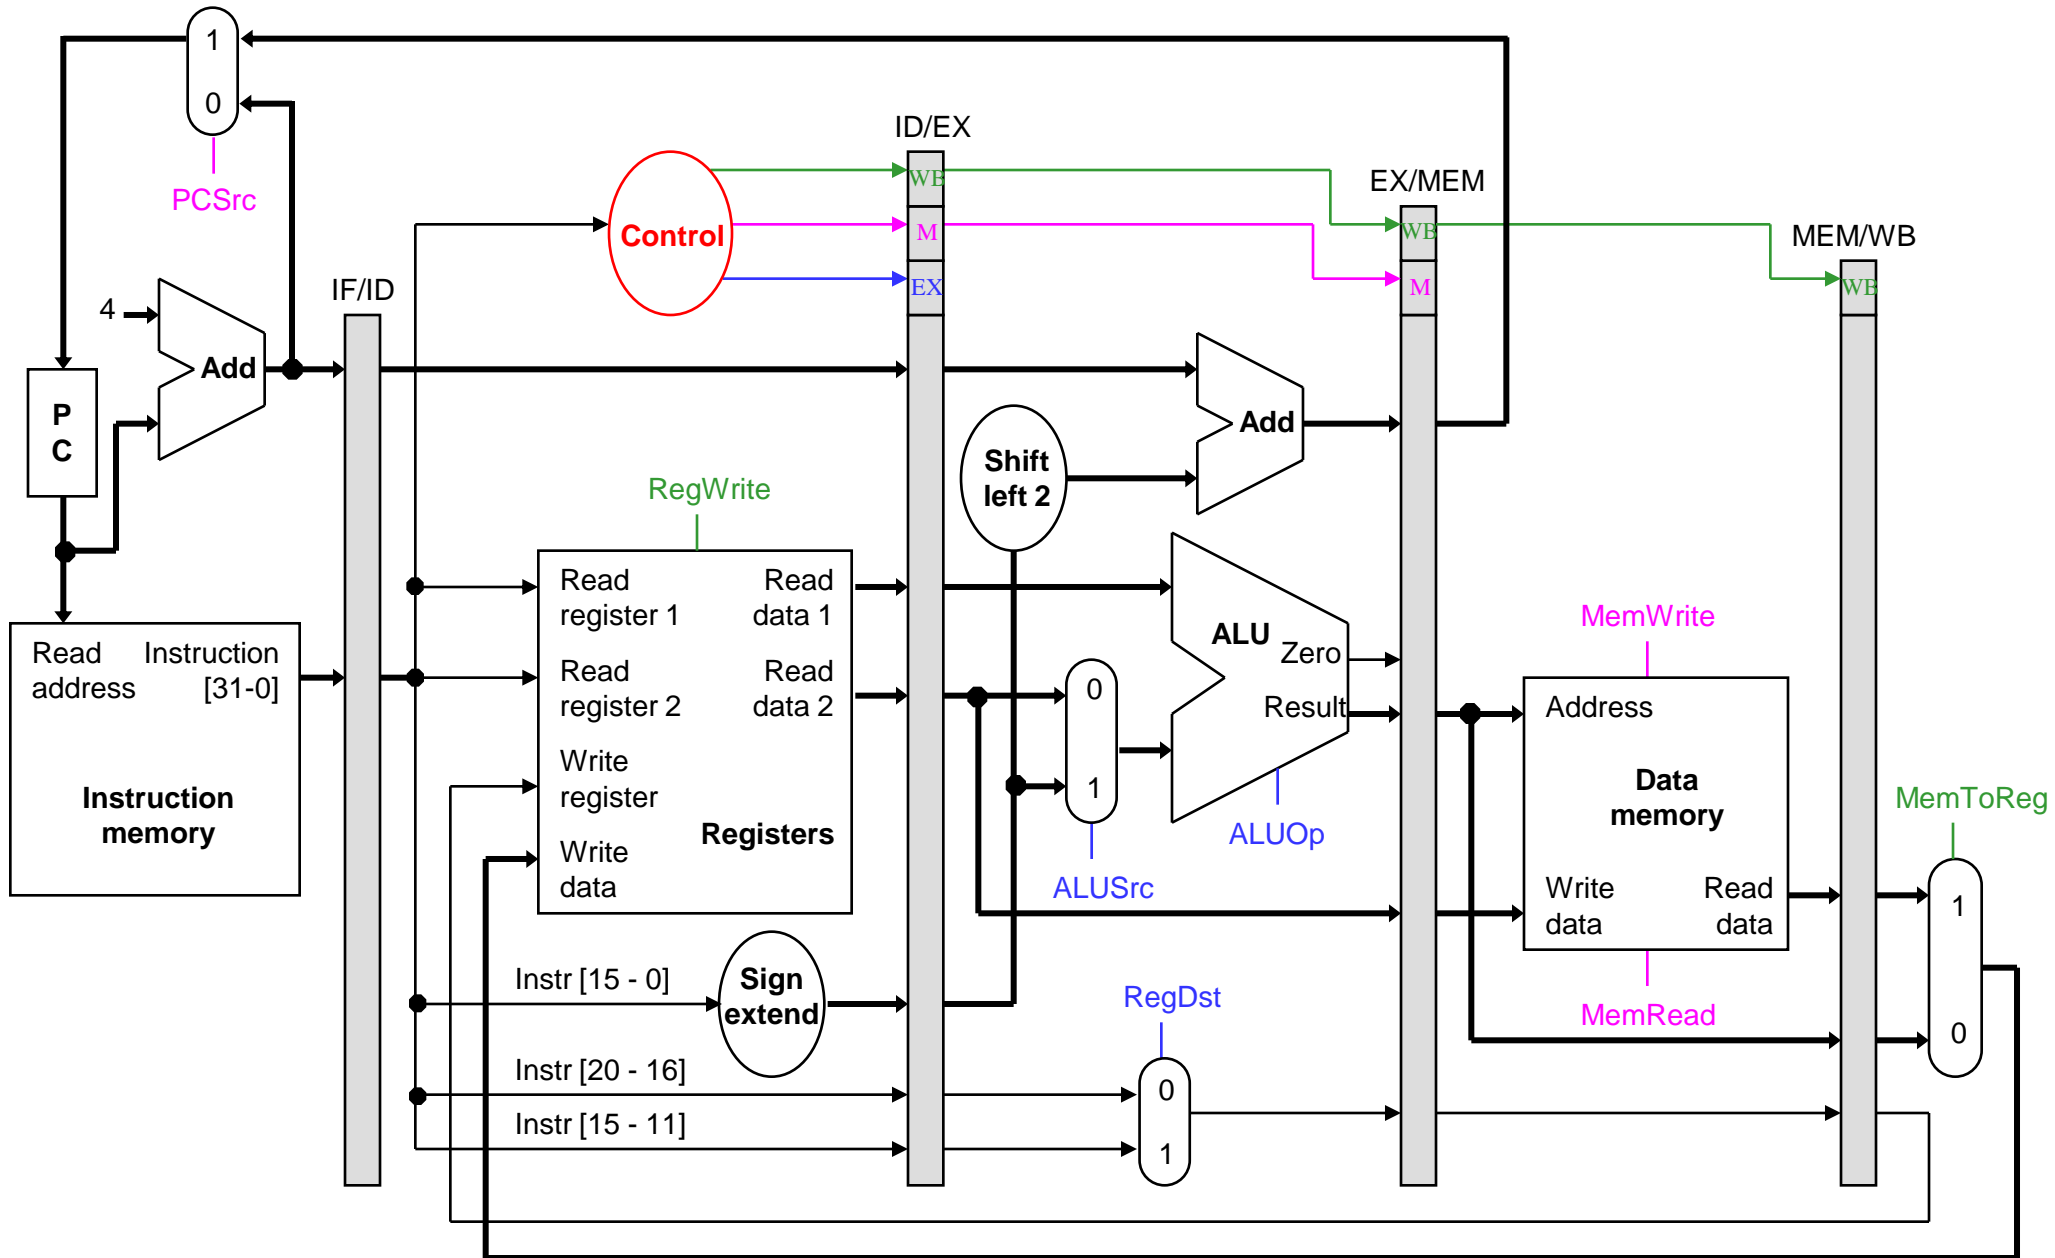 1
0
PCSrc
ID/EX
WB
EX/MEM
Control
M
WB
MEM/WB
IF/ID
EX
M
WB
4
Add
P
C
Add
Shift
left 2
RegWrite
Read
register 1
Read
data 1
ALU
Zero
MemWrite
Read
address
Instruction
[31-0]
Read
register 2
Read
data 2
0
Result
Address
Write
register
1
Data
memory
Instruction
memory
MemToReg
Registers
ALUOp
Write
data
ALUSrc
Write
data
Read
data
1
Instr [15 - 0]
Sign
extend
RegDst
MemRead
0
Instr [20 - 16]
0
Instr [15 - 11]
1